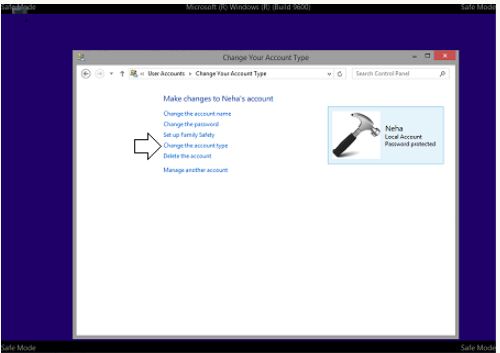 Safe Mode Microsoft (R) Windows (R) (Build 9600) Safe Mode
Change Your Account Type
« User Accounts ▸ Change Your Account Type Search Control Panel
Make changes to Neha's account
Change the account name
Change the password
Set up Family Safety
Change the account type
Delete the account
Manage another account
Neha
Local Account
Password protected
Safe Mode Safe Mode